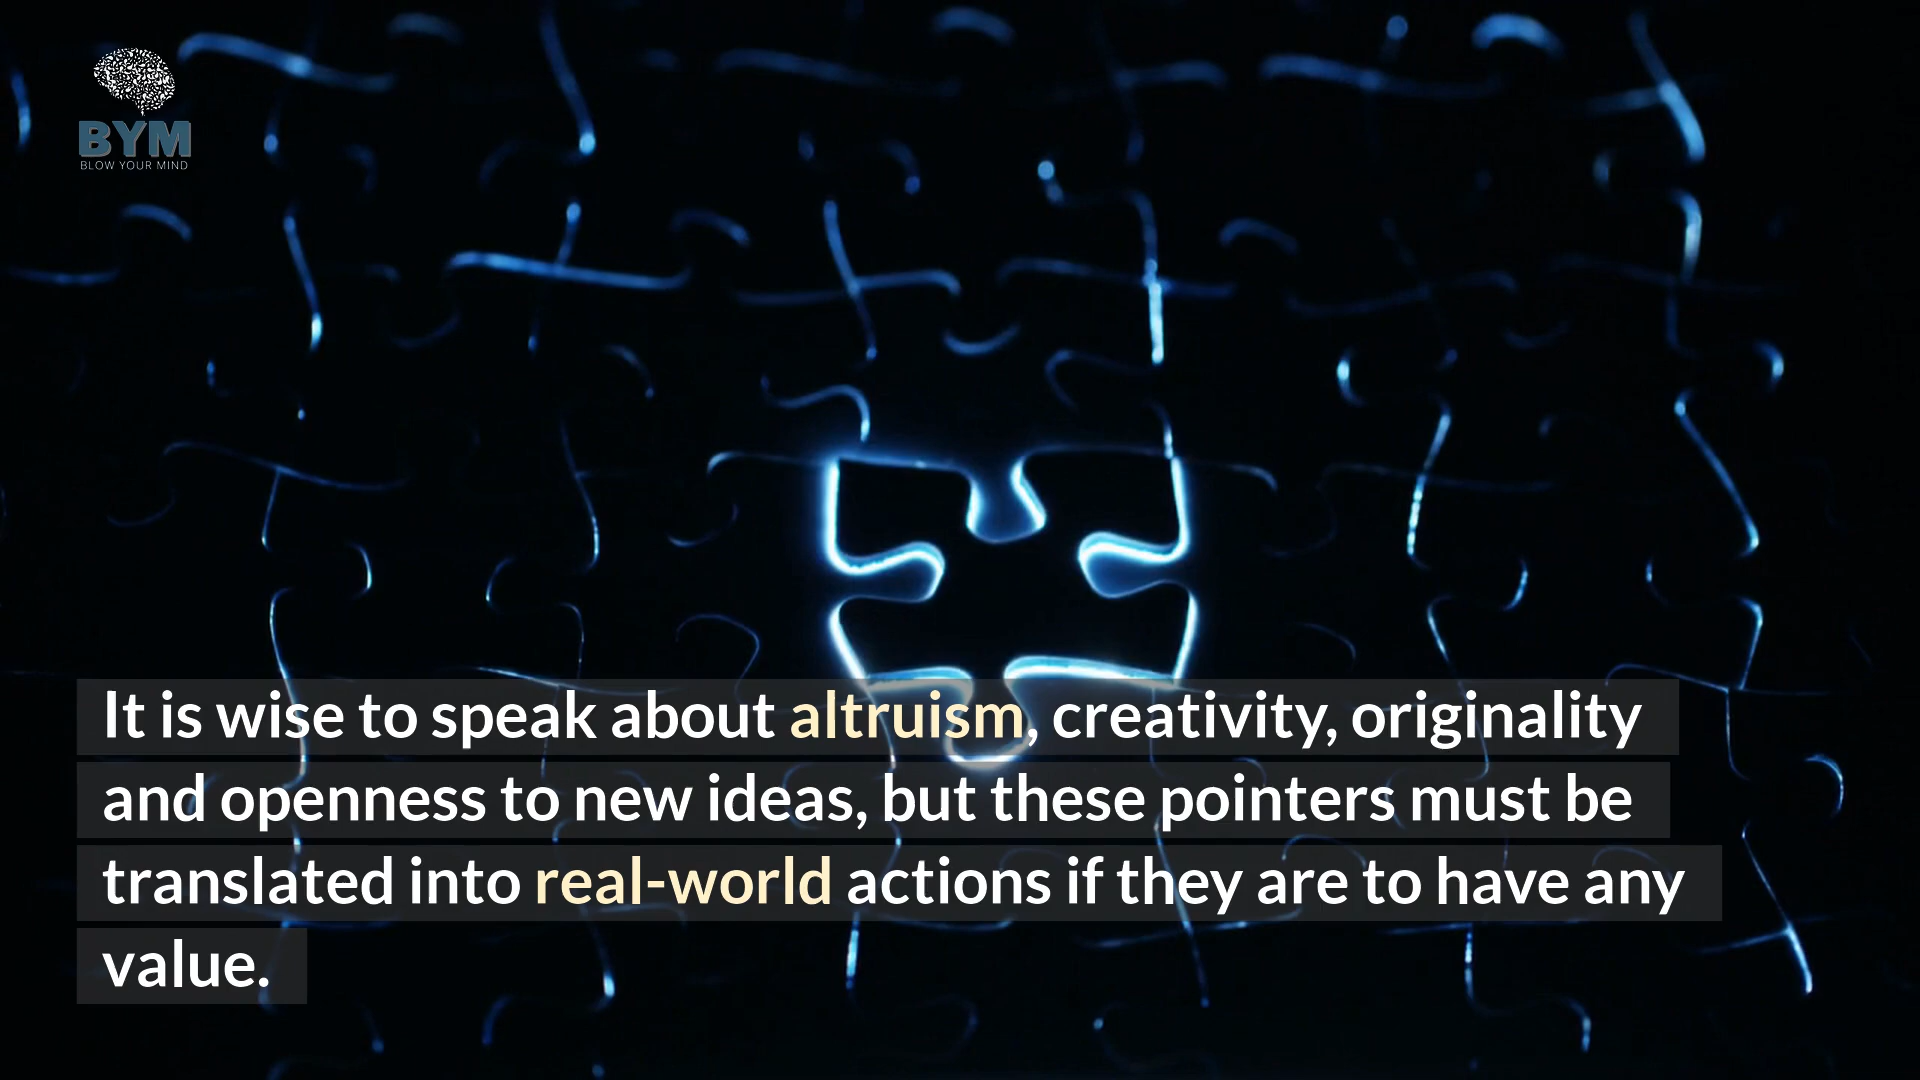 BYM
BLOW YOUR MIND
It is wise to speak about altruism, creativity, originality
and openness to new ideas, but these pointers must be
translated into real-world actions if they are to have any
value.